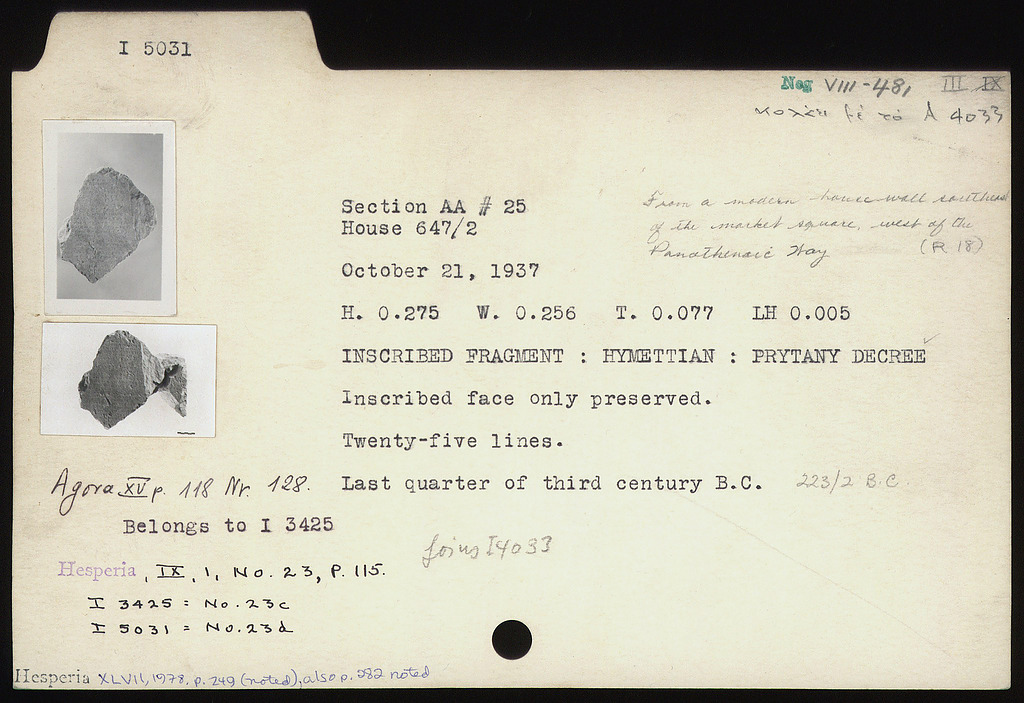 I 5031
Neg VIII-481 III IX
κολλᾷ μὲ τὸ A 4033
Section AA # 25
House 647/2
From a modern house wall southeast
of the market square, west of the
Panathenaic Way (R 18)
October 21, 1937
H. 0.275 W. 0.256 T. 0.077 LH 0.005
INSCRIBED FRAGMENT : HYMETTIAN : PRYTANY DECREE
Inscribed face only preserved.
Twenty-five lines.
Last quarter of third century B.C. 223/2 B.C.
Agora XV p. 118 Nr. 128.
Belongs to I 3425
joins I4033
Hesperia, IX, 1, No. 23, P. 115.
I 3425 = No. 23c
I 5031 = No. 23d
Hesperia XLVII, 1978, p. 249 (noted), also p. 282 noted